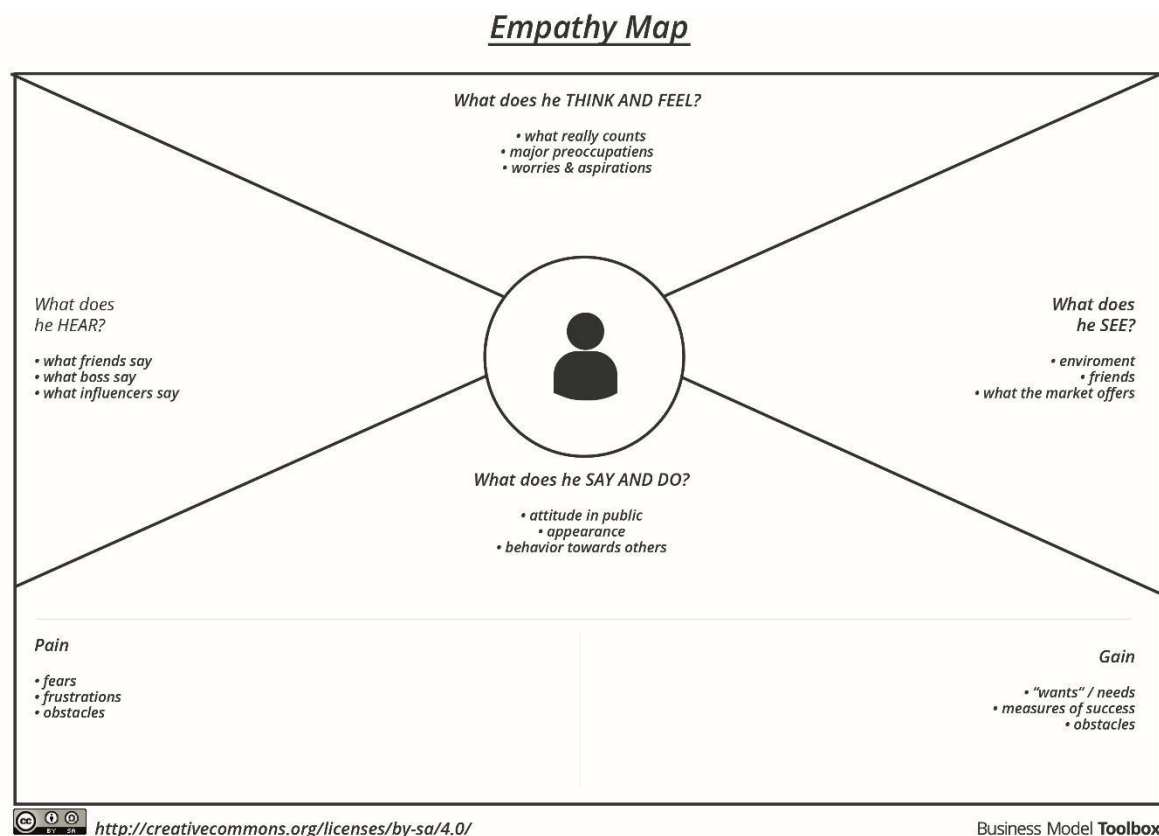 Empathy Map
What does he THINK AND FEEL?
• what really counts
• major preoccupatiens
• worries & aspirations
What does
he HEAR?
• what friends say
• what boss say
• what influencers say
What does
he SEE?
• enviroment
• friends
• what the market offers
What does he SAY AND DO?
• attitude in public
• appearance
• behavior towards others
Pain
• fears
• frustrations
• obstacles
Gain
• “wants” / needs
• measures of success
• obstacles
cc BY SA http://creativecommons.org/licenses/by-sa/4.0/
Business Model Toolbox